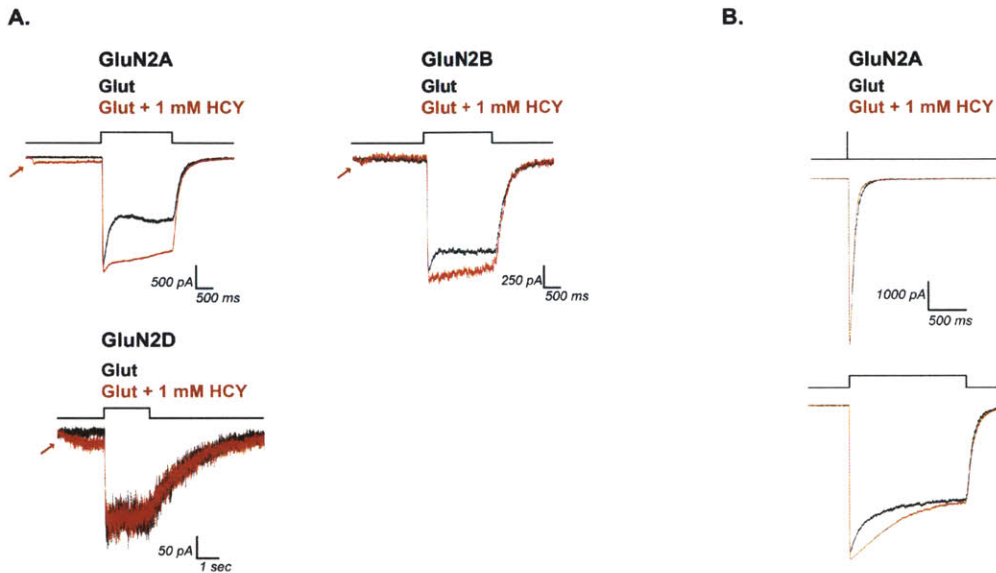 A.
GluN2A
Glut
Glut + 1 mM HCY
500 pA
500 ms
GluN2B
Glut
Glut + 1 mM HCY
250 pA
500 ms
GluN2D
Glut
Glut + 1 mM HCY
50 pA
1 sec
B.
GluN2A
Glut
Glut + 1 mM HCY
1000 pA
500 ms